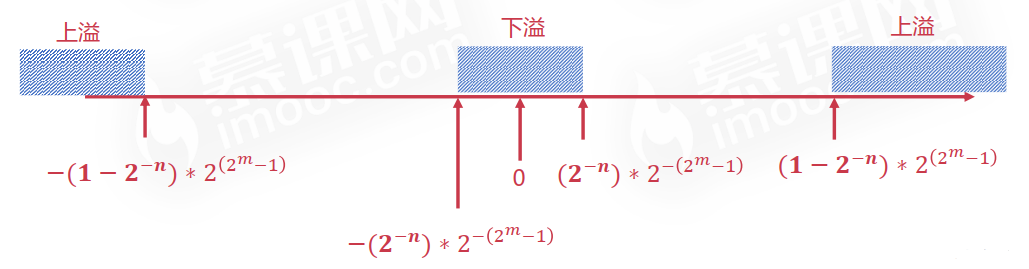 上溢 下溢 上溢
慕课网 imooc.com 慕课网 imooc.com
−(𝟏 − 𝟐⁻ⁿ) ∗ 2^(2^m−1) 0 (𝟐⁻ⁿ) ∗ 2^−(2^m−1) (𝟏 − 𝟐⁻ⁿ) ∗ 2^(2^m−1)
−(𝟐⁻ⁿ) ∗ 2^−(2^m−1)